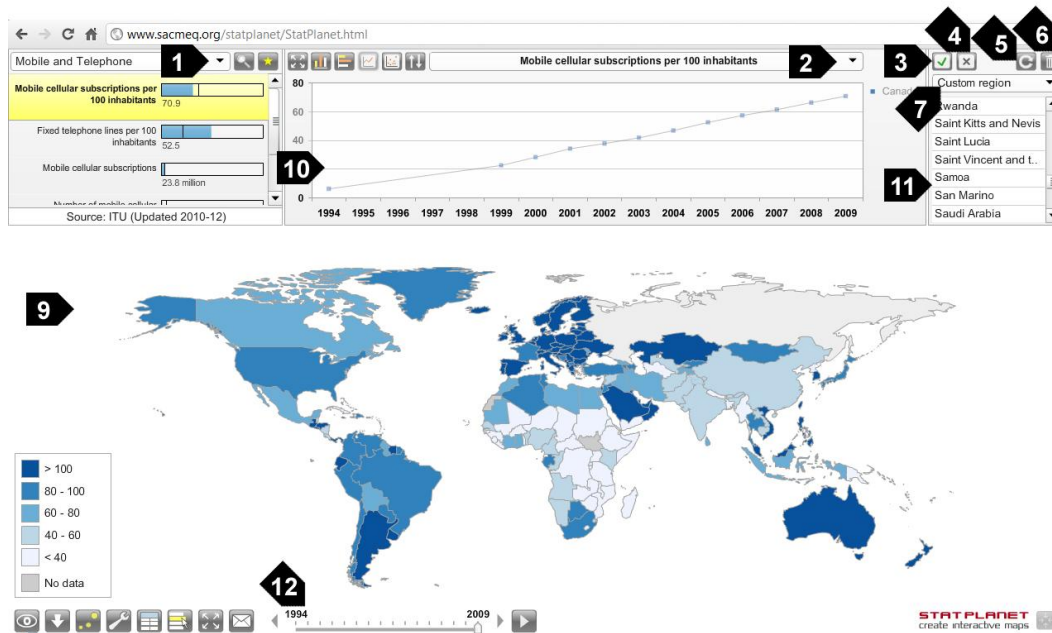 4
5
6
www.sacmeq.org/statplanet/StatPlanet.html
Mobile and Telephone
1
Mobile cellular subscriptions per 100 inhabitants
2
3
Mobile cellular subscriptions per
100 inhabitants
70.9
Fixed telephone lines per 100
inhabitants
52.5
Mobile cellular subscriptions
23.8 million
Number of mobile cellular
Source: ITU (Updated 2010-12)
80
60
40
20
0
10
1994 1995 1996 1997 1998 1999 2000 2001 2002 2003 2004 2005 2006 2007 2008 2009
Custom region
7
Saint Kitts and Nevis
Saint Lucia
Saint Vincent and t..
Samoa
San Marino
Saudi Arabia
11
9
> 100
80 - 100
60 - 80
40 - 60
< 40
No data
12
1994
2009
STATPLANET
create interactive maps